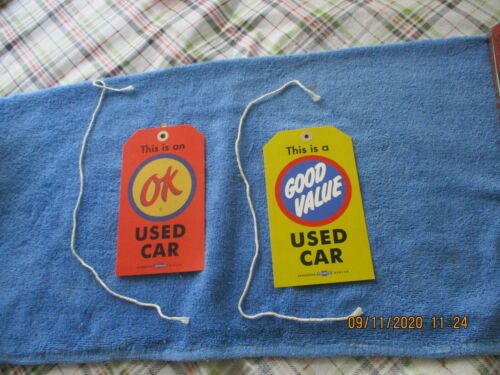 This is an
OK
USED
CAR
This is a
GOOD
VALUE
USED
CAR
09/11/2020 11:24